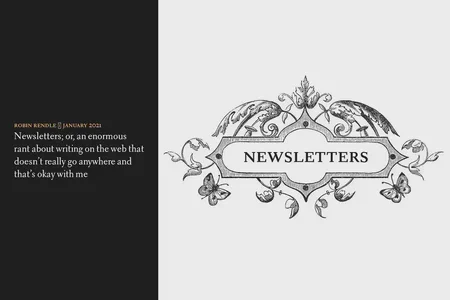 ROBIN RENDLE JANUARY 2021
Newsletters; or, an enormous
rant about writing on the web that
doesn't really go anywhere and
that's okay with me
NEWSLETTERS